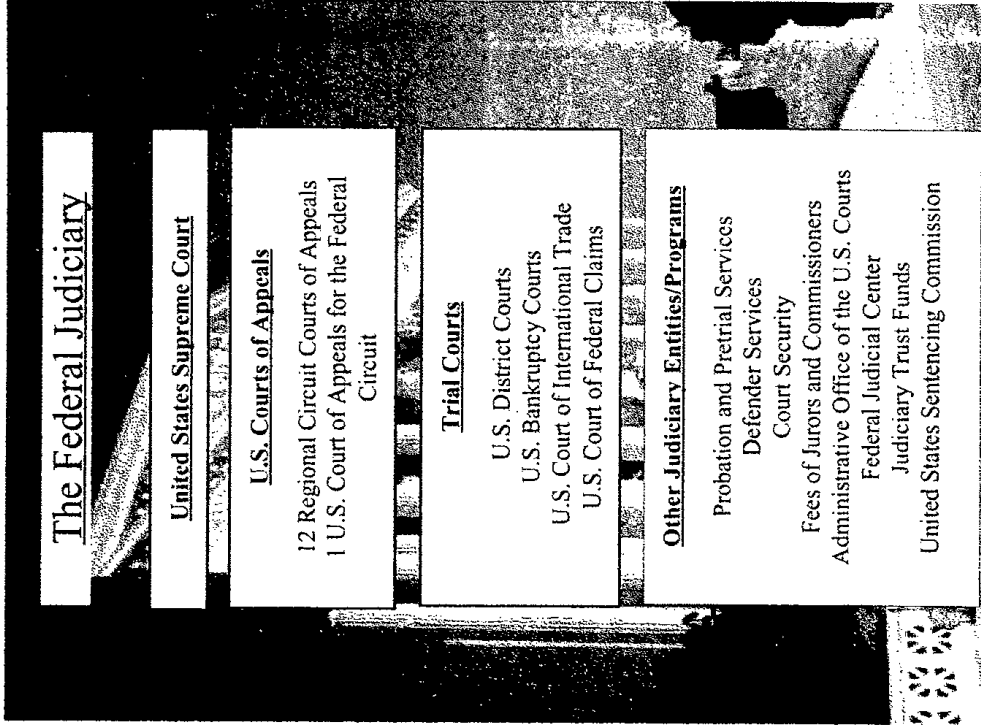 The Federal Judiciary
United States Supreme Court
U.S. Courts of Appeals
12 Regional Circuit Courts of Appeals
1 U.S. Court of Appeals for the Federal
Circuit
Trial Courts
U.S. District Courts
U.S. Bankruptcy Courts
U.S. Court of International Trade
U.S. Court of Federal Claims
Other Judiciary Entities/Programs
Probation and Pretrial Services
Defender Services
Court Security
Fees of Jurors and Commissioners
Administrative Office of the U.S. Courts
Federal Judicial Center
Judiciary Trust Funds
United States Sentencing Commission